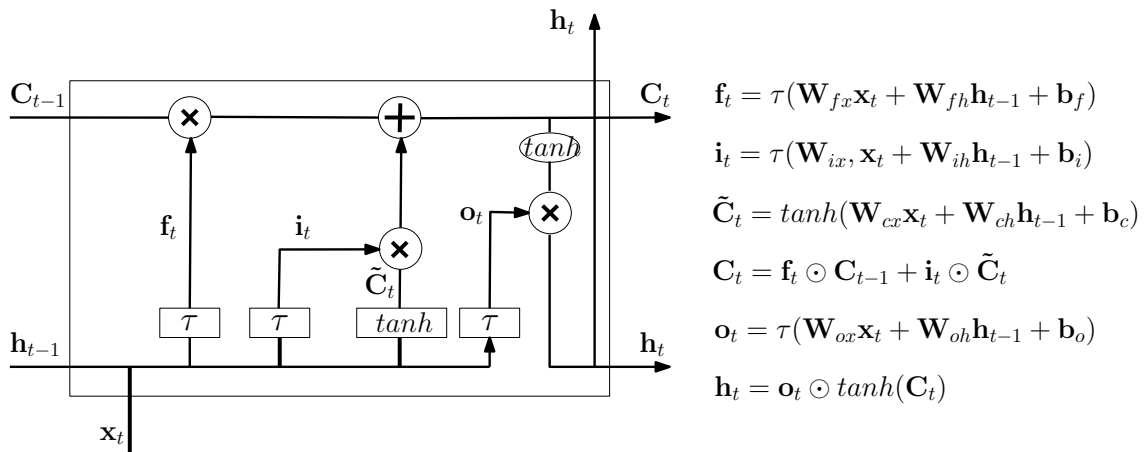 h_t
C_{t-1}
C_t
tanh
f_t
i_t
o_t
C̃_t
τ
τ
tanh
τ
h_{t-1}
h_t
x_t
f_t = τ(W_{fx}x_t + W_{fh}h_{t-1} + b_f)
i_t = τ(W_{ix}, x_t + W_{ih}h_{t-1} + b_i)
C̃_t = tanh(W_{cx}x_t + W_{ch}h_{t-1} + b_c)
C_t = f_t ⊙ C_{t-1} + i_t ⊙ C̃_t
o_t = τ(W_{ox}x_t + W_{oh}h_{t-1} + b_o)
h_t = o_t ⊙ tanh(C_t)